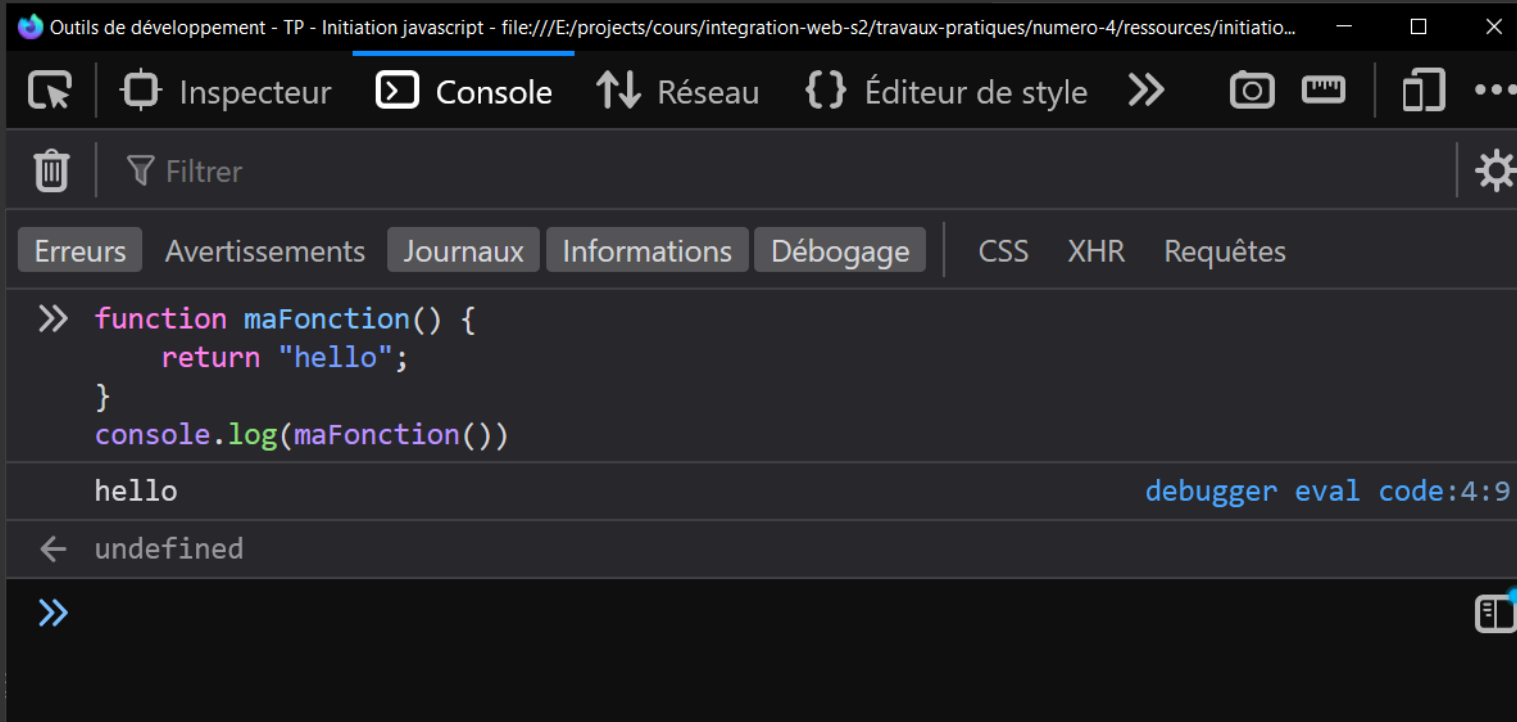 Outils de développement - TP - Initiation javascript - file:///E:/projects/cours/integration-web-s2/travaux-pratiques/numero-4/ressources/initiatio...
Inspecteur Console Réseau {} Éditeur de style
Filtrer
Erreurs Avertissements Journaux Informations Débogage CSS XHR Requêtes
function maFonction() {
    return "hello";
}
console.log(maFonction())
hello debugger eval code:4:9
undefined